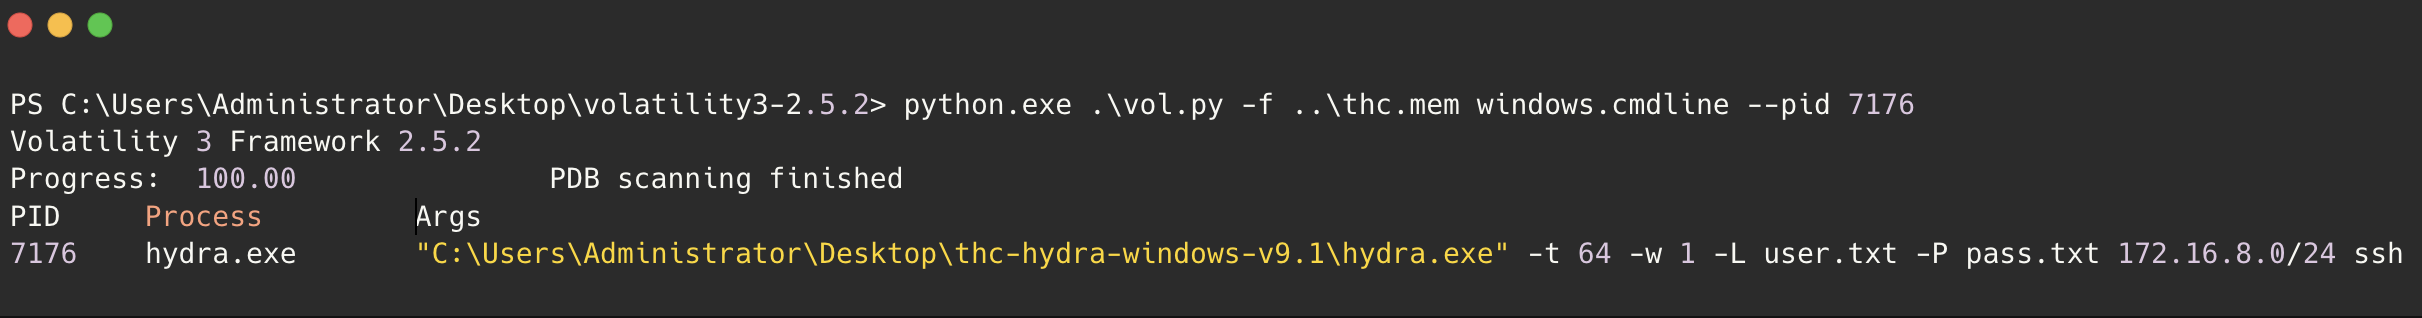 PS C:\Users\Administrator\Desktop\volatility3-2.5.2> python.exe .\vol.py -f ..\thc.mem windows.cmdline --pid 7176
Volatility 3 Framework 2.5.2
Progress:  100.00               PDB scanning finished
PID     Process         Args
7176    hydra.exe       "C:\Users\Administrator\Desktop\thc-hydra-windows-v9.1\hydra.exe" -t 64 -w 1 -L user.txt -P pass.txt 172.16.8.0/24 ssh